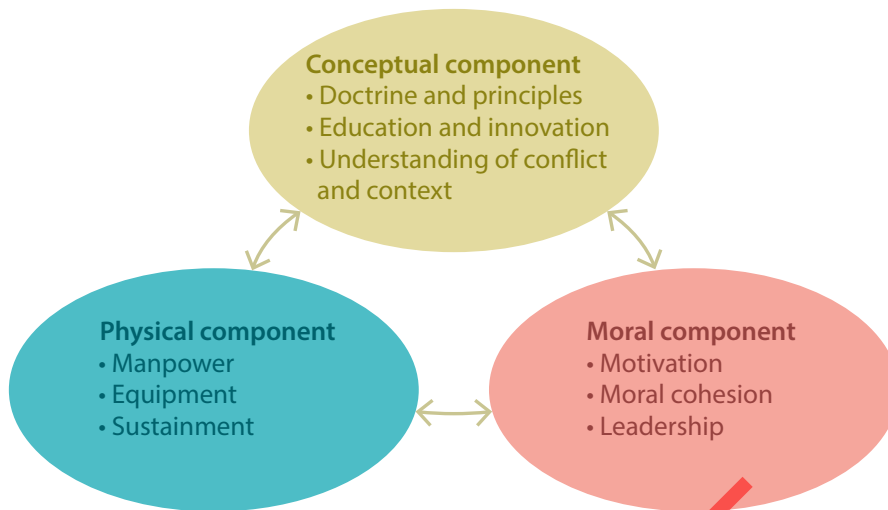 Conceptual component
• Doctrine and principles
• Education and innovation
• Understanding of conflict
and context
Physical component
• Manpower
• Equipment
• Sustainment
Moral component
• Motivation
• Moral cohesion
• Leadership